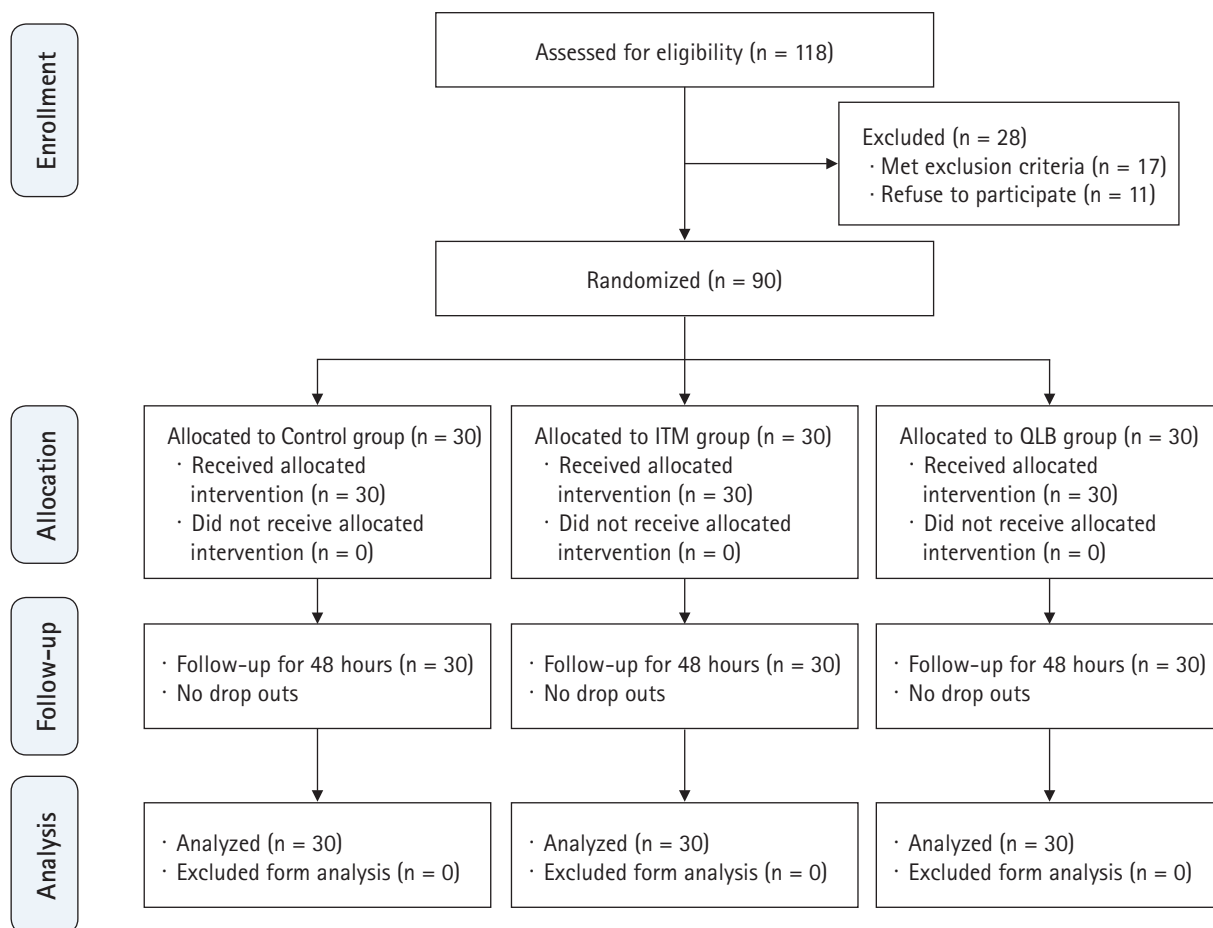 Enrollment
Assessed for eligibility (n = 118)
Excluded (n = 28)
· Met exclusion criteria (n = 17)
· Refuse to participate (n = 11)
Randomized (n = 90)
Allocation
Allocated to Control group (n = 30)
· Received allocated
intervention (n = 30)
· Did not receive allocated
intervention (n = 0)
Allocated to ITM group (n = 30)
· Received allocated
intervention (n = 30)
· Did not receive allocated
intervention (n = 0)
Allocated to QLB group (n = 30)
· Received allocated
intervention (n = 30)
· Did not receive allocated
intervention (n = 0)
Follow-up
· Follow-up for 48 hours (n = 30)
· No drop outs
· Follow-up for 48 hours (n = 30)
· No drop outs
· Follow-up for 48 hours (n = 30)
· No drop outs
Analysis
· Analyzed (n = 30)
· Excluded form analysis (n = 0)
· Analyzed (n = 30)
· Excluded form analysis (n = 0)
· Analyzed (n = 30)
· Excluded form analysis (n = 0)